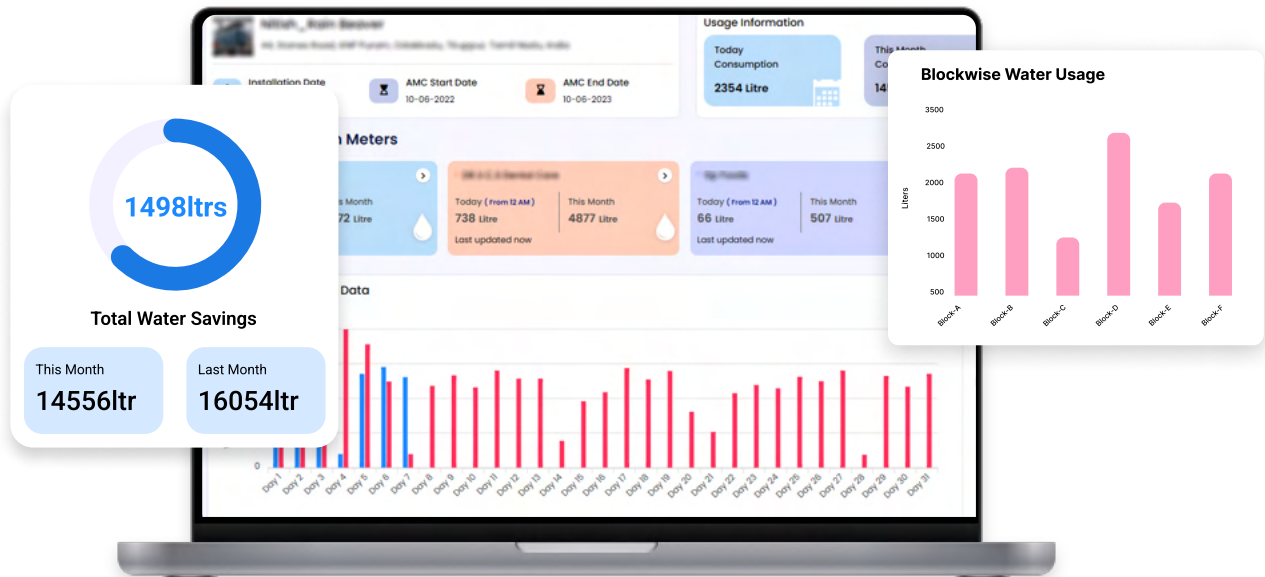 Usage Information
Installation Date
AMC Start Date
10-06-2022
AMC End Date
10-06-2023
Today
Consumption
2354 Litre
This Month
Meters
This Month
72 Litre
Today ( From 12 AM )
738 Litre
This Month
4877 Litre
Last updated now
Today ( From 12 AM )
66 Litre
This Month
507 Litre
Last updated now
Data
0
Day 1
Day 2
Day 3
Day 4
Day 5
Day 6
Day 7
Day 8
Day 9
Day 10
Day 11
Day 12
Day 13
Day 14
Day 15
Day 16
Day 17
Day 18
Day 19
Day 20
Day 21
Day 22
Day 23
Day 24
Day 25
Day 26
Day 27
Day 28
Day 29
Day 30
Day 31
1498ltrs
Total Water Savings
This Month
14556ltr
Last Month
16054ltr
Blockwise Water Usage
Liters
3500
2500
2000
1500
1000
500
Block-A
Block-B
Block-C
Block-D
Block-E
Block-F